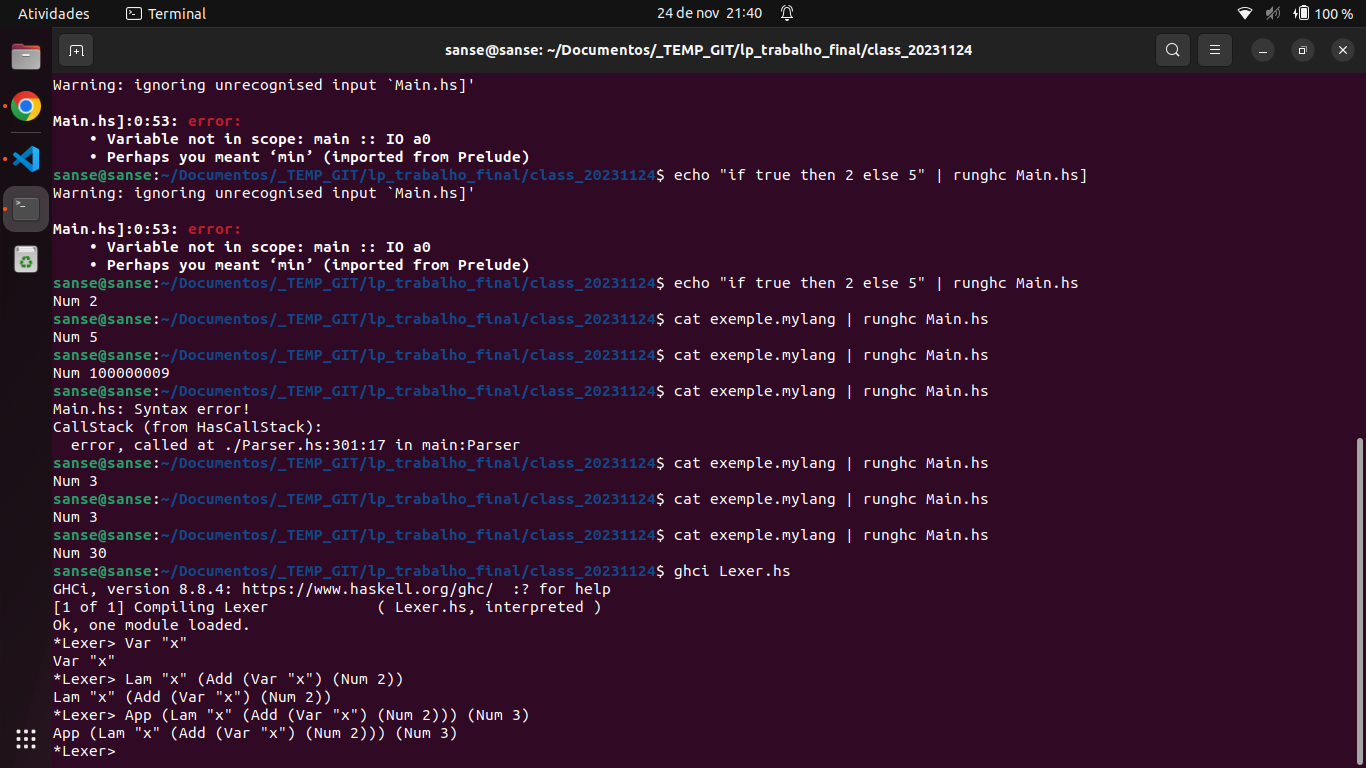 Atividades   Terminal   24 de nov  21:40   100 %
sanse@sanse: ~/Documentos/_TEMP_GIT/lp_trabalho_final/class_20231124
Warning: ignoring unrecognised input `Main.hs]'

Main.hs]:0:53: error:
    • Variable not in scope: main :: IO a0
    • Perhaps you meant ‘min’ (imported from Prelude)
sanse@sanse:~/Documentos/_TEMP_GIT/lp_trabalho_final/class_20231124$ echo "if true then 2 else 5" | runghc Main.hs]
Warning: ignoring unrecognised input `Main.hs]'

Main.hs]:0:53: error:
    • Variable not in scope: main :: IO a0
    • Perhaps you meant ‘min’ (imported from Prelude)
sanse@sanse:~/Documentos/_TEMP_GIT/lp_trabalho_final/class_20231124$ echo "if true then 2 else 5" | runghc Main.hs
Num 2
sanse@sanse:~/Documentos/_TEMP_GIT/lp_trabalho_final/class_20231124$ cat exemple.mylang | runghc Main.hs
Num 5
sanse@sanse:~/Documentos/_TEMP_GIT/lp_trabalho_final/class_20231124$ cat exemple.mylang | runghc Main.hs
Num 100000009
sanse@sanse:~/Documentos/_TEMP_GIT/lp_trabalho_final/class_20231124$ cat exemple.mylang | runghc Main.hs
Main.hs: Syntax error!
CallStack (from HasCallStack):
  error, called at ./Parser.hs:301:17 in main:Parser
sanse@sanse:~/Documentos/_TEMP_GIT/lp_trabalho_final/class_20231124$ cat exemple.mylang | runghc Main.hs
Num 3
sanse@sanse:~/Documentos/_TEMP_GIT/lp_trabalho_final/class_20231124$ cat exemple.mylang | runghc Main.hs
Num 3
sanse@sanse:~/Documentos/_TEMP_GIT/lp_trabalho_final/class_20231124$ cat exemple.mylang | runghc Main.hs
Num 30
sanse@sanse:~/Documentos/_TEMP_GIT/lp_trabalho_final/class_20231124$ ghci Lexer.hs
GHCi, version 8.8.4: https://www.haskell.org/ghc/  :? for help
[1 of 1] Compiling Lexer            ( Lexer.hs, interpreted )
Ok, one module loaded.
*Lexer> Var "x"
Var "x"
*Lexer> Lam "x" (Add (Var "x") (Num 2))
Lam "x" (Add (Var "x") (Num 2))
*Lexer> App (Lam "x" (Add (Var "x") (Num 2))) (Num 3)
App (Lam "x" (Add (Var "x") (Num 2))) (Num 3)
*Lexer>